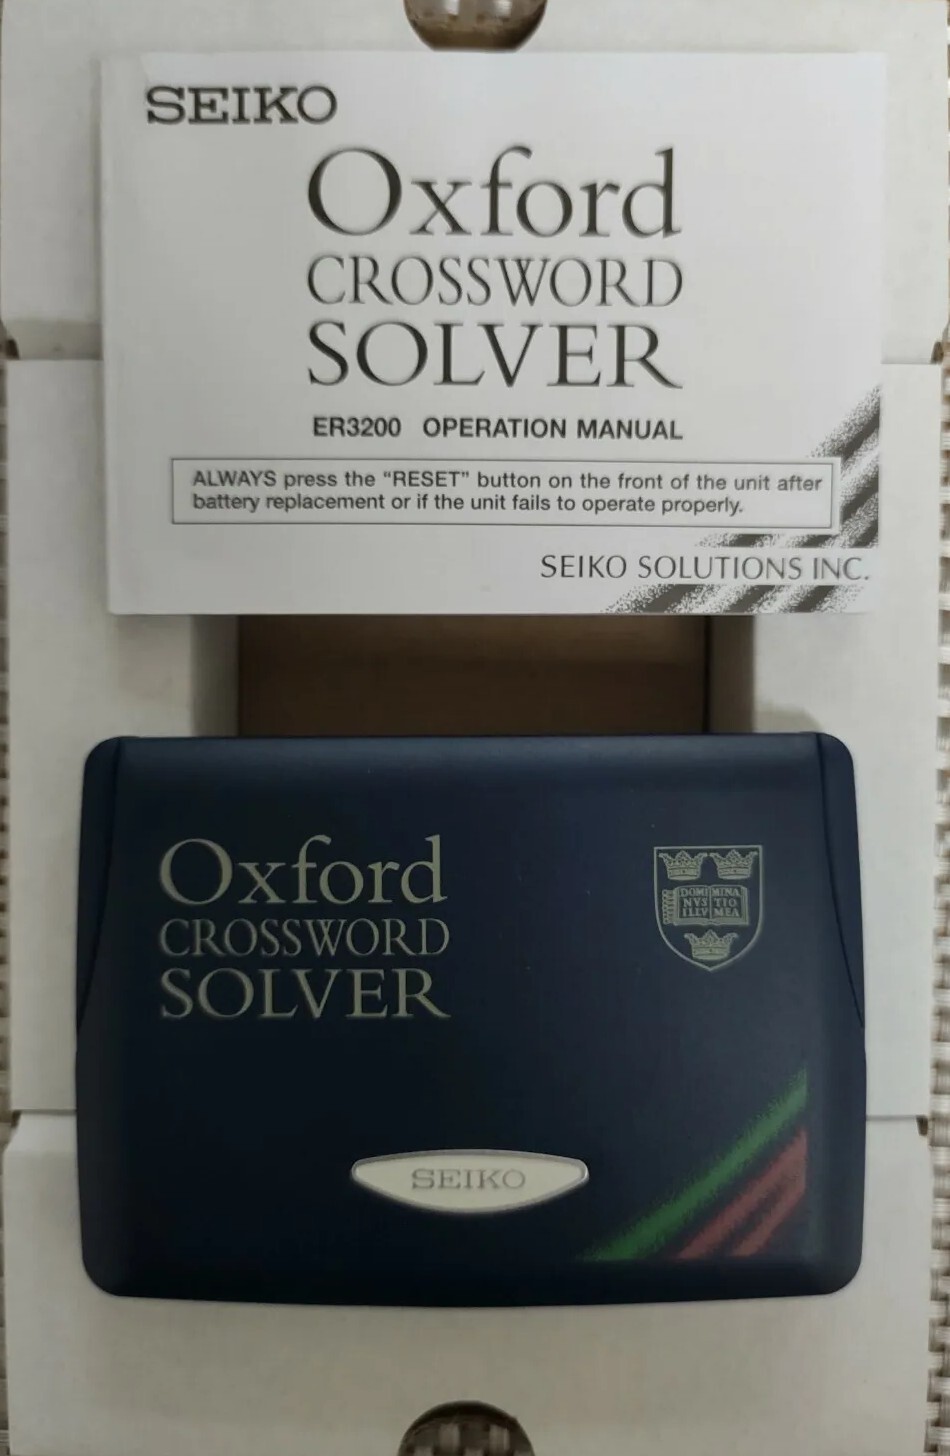 SEIKO
Oxford
CROSSWORD
SOLVER
ER3200 OPERATION MANUAL
ALWAYS press the “RESET” button on the front of the unit after
battery replacement or if the unit fails to operate properly.
SEIKO SOLUTIONS INC.
Oxford
CROSSWORD
SOLVER
DOMI MINA
NVS TIO
ILLV MEA
SEIKO